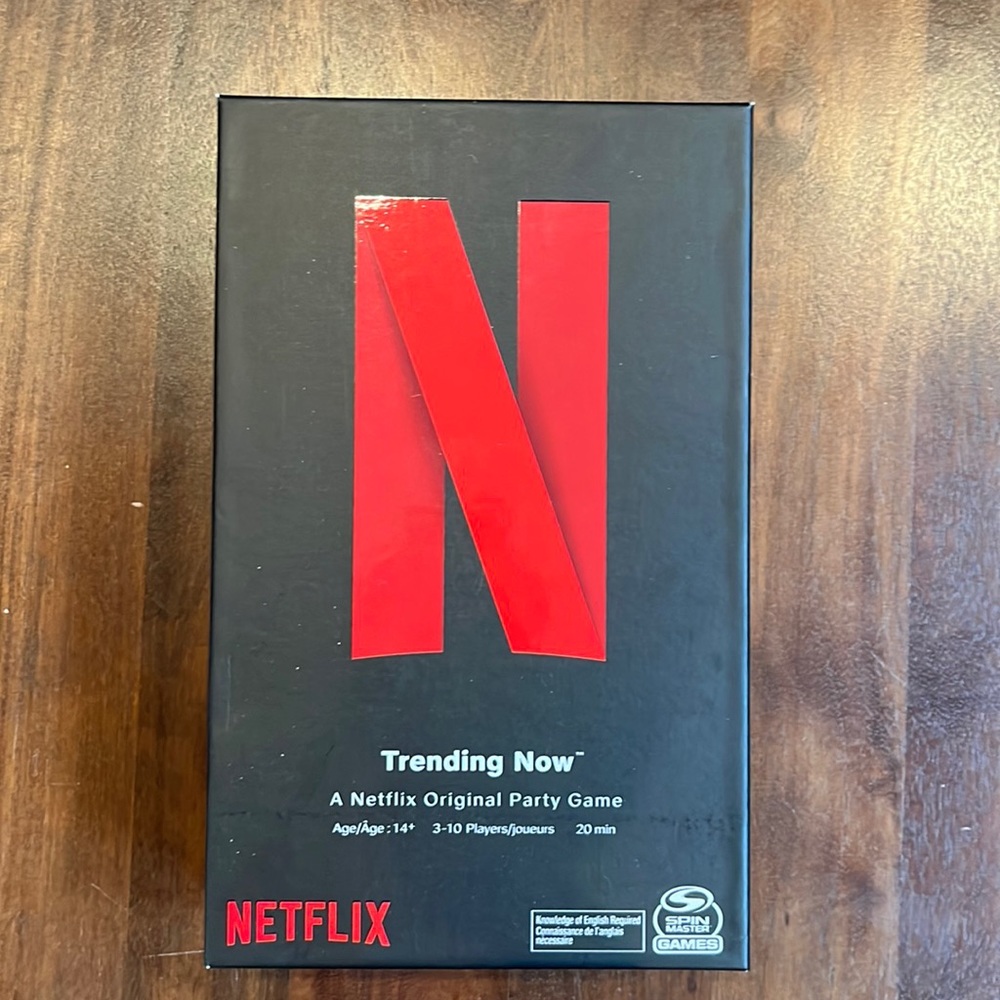 N
Trending Now™
A Netflix Original Party Game
Age/Âge : 14+ 3-10 Players/joueurs 20 min
NETFLIX
Knowledge of English Required
Connaissance de l'anglais
nécessaire
SPIN
MASTER
GAMES